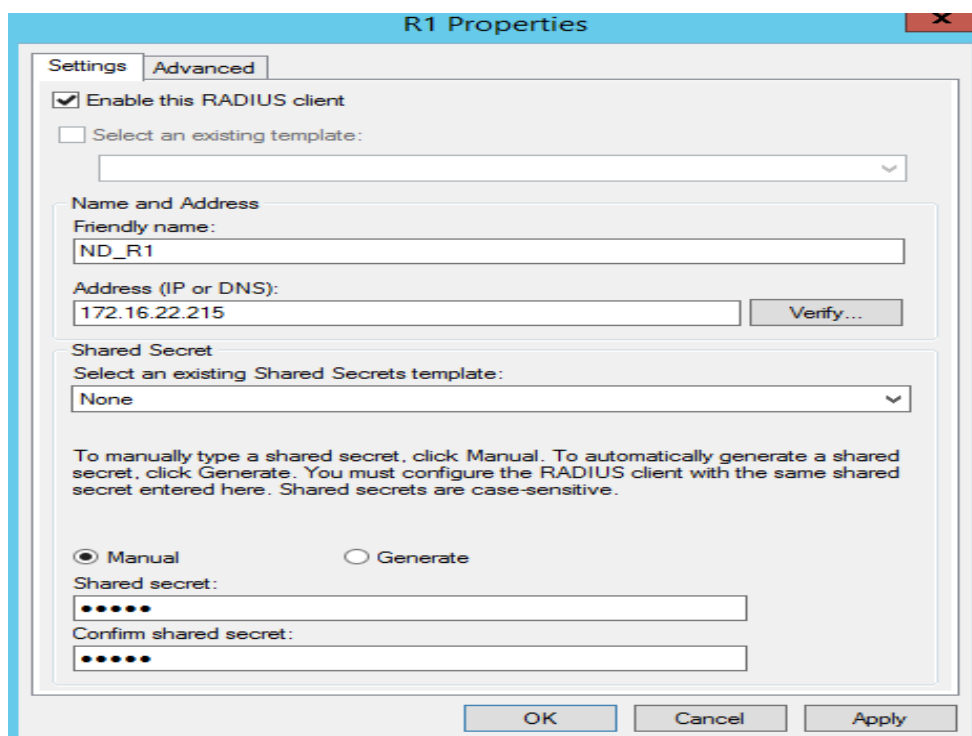 R1 Properties
x
Settings
Advanced
Enable this RADIUS client
Select an existing template:
Name and Address
Friendly name:
ND_R1
Address (IP or DNS):
172.16.22.215
Verify...
Shared Secret
Select an existing Shared Secrets template:
None
To manually type a shared secret, click Manual. To automatically generate a shared
secret, click Generate. You must configure the RADIUS client with the same shared
secret entered here. Shared secrets are case-sensitive.
Manual
Generate
Shared secret:
●●●●●
Confirm shared secret:
●●●●●
OK
Cancel
Apply